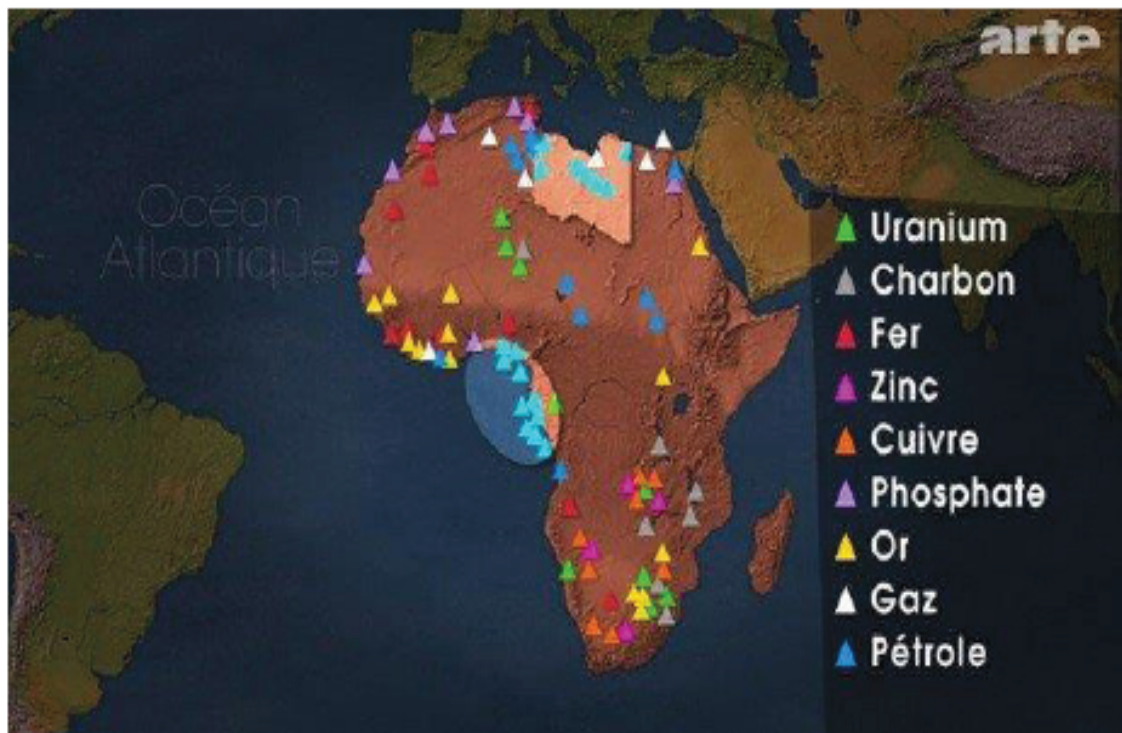 arte
Océan
Atlantique
Uranium
Charbon
Fer
Zinc
Cuivre
Phosphate
Or
Gaz
Pétrole